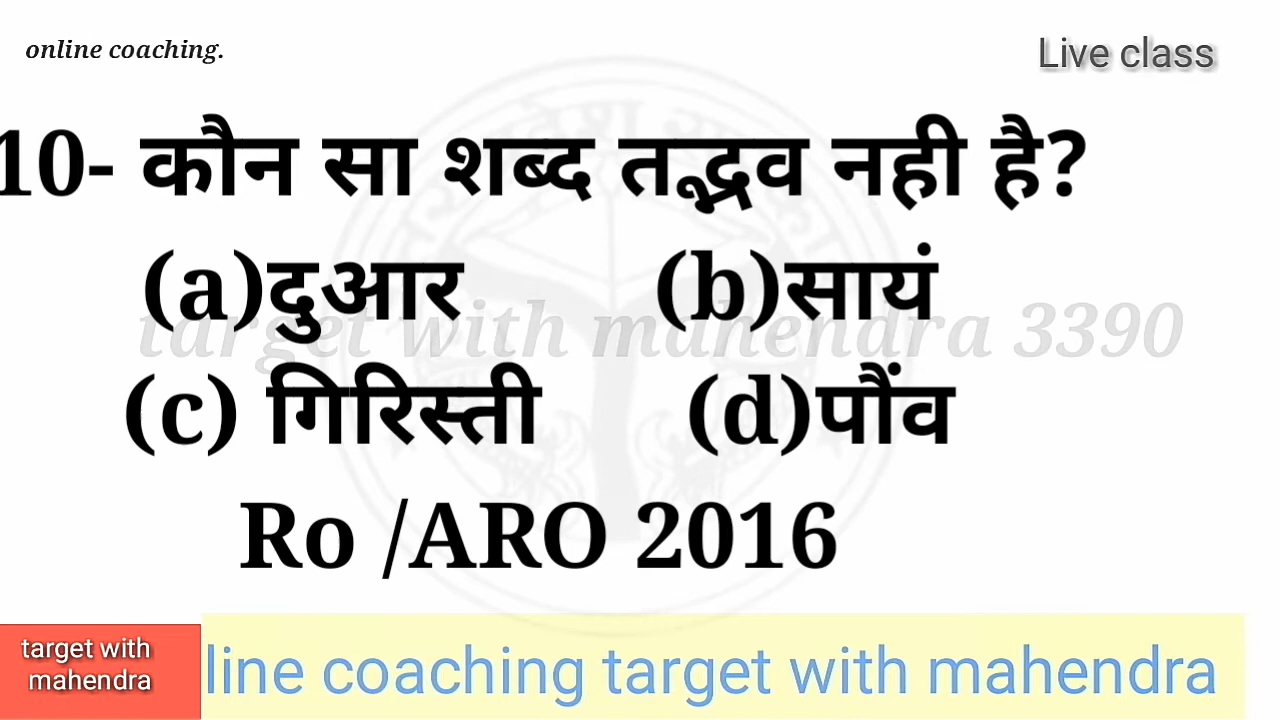 online coaching.
Live class
10- कौन सा शब्द तद्भव नही है?
(a)दुआर (b)सायं
target with mahendra 3390
(c) गिरिस्ती (d)पौंव
Ro /ARO 2016
target with
mahendra
line coaching target with mahendra